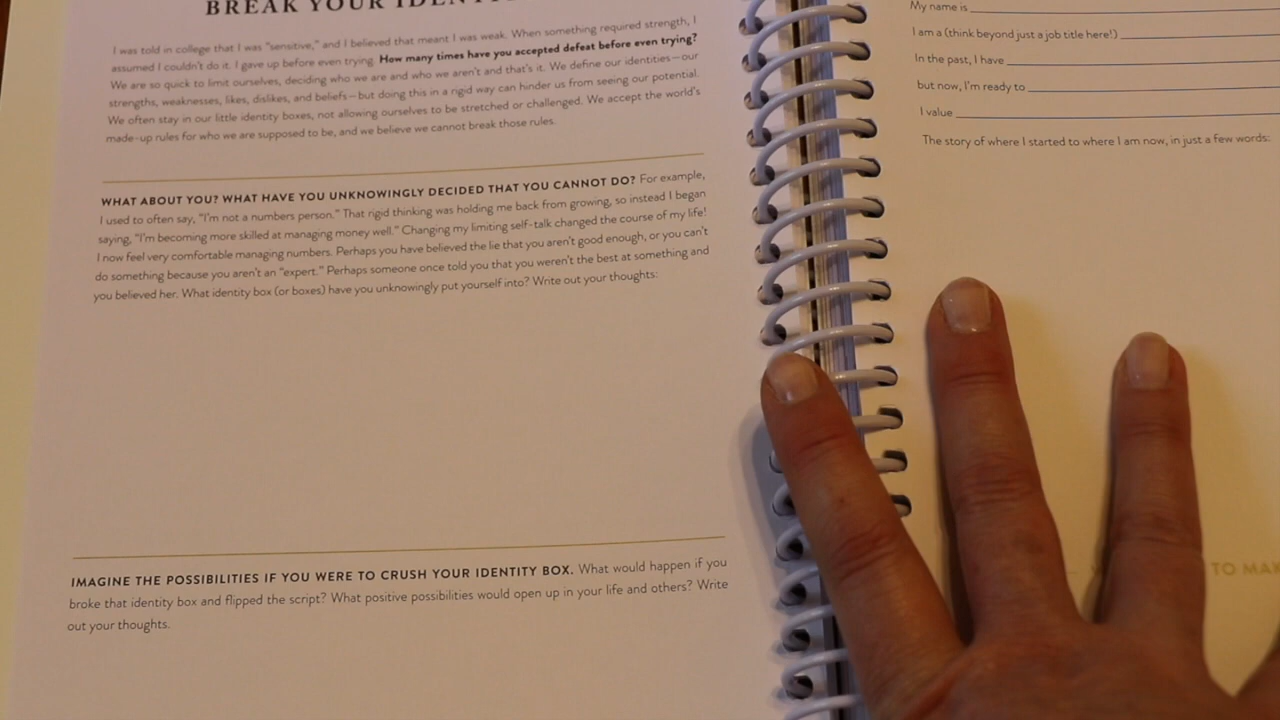 BREAK YOUR
I was told in college that I was "sensitive," and I believed that meant I was weak. When something required strength, I
assumed I couldn't do it. I gave up before even trying. How many times have you accepted defeat before even trying?
We are so quick to limit ourselves, deciding who we are and who we aren't and that's it. We define our identities—our
strengths, weaknesses, likes, dislikes, and beliefs—but doing this in a rigid way can hinder us from seeing our potential.
We often stay in our little identity boxes, not allowing ourselves to be stretched or challenged. We accept the world's
made-up rules for who we are supposed to be, and we believe we cannot break those rules.
WHAT ABOUT YOU? WHAT HAVE YOU UNKNOWINGLY DECIDED THAT YOU CANNOT DO? For example,
I used to often say, "I'm not a numbers person." That rigid thinking was holding me back from growing, so instead I began
saying, "I'm becoming more skilled at managing money well." Changing my limiting self-talk changed the course of my life!
I now feel very comfortable managing numbers. Perhaps you have believed the lie that you aren't good enough, or you can't
do something because you aren't an "expert." Perhaps someone once told you that you weren't the best at something and
you believed her. What identity box (or boxes) have you unknowingly put yourself into? Write out your thoughts:
IMAGINE THE POSSIBILITIES IF YOU WERE TO CRUSH YOUR IDENTITY BOX. What would happen if you
broke that identity box and flipped the script? What positive possibilities would open up in your life and others? Write
out your thoughts.
My name is
I am a (think beyond just a job title here!)
In the past, I have
but now, I'm ready to
I value
The story of where I started to where I am now, in just a few words:
TO